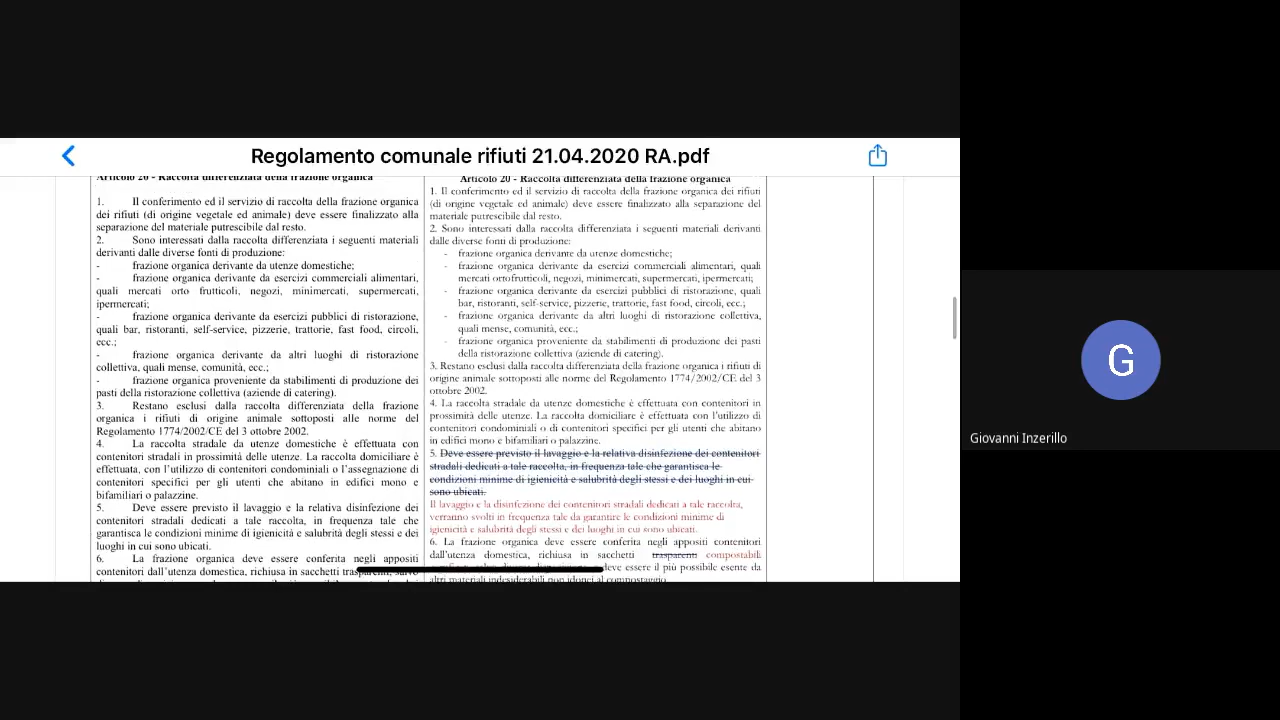 Regolamento comunale rifiuti 21.04.2020 RA.pdf
Articolo 20 - Raccolta differenziata della frazione organica
1. Il conferimento ed il servizio di raccolta della frazione organica
dei rifiuti (di origine vegetale ed animale) deve essere finalizzato alla
separazione del materiale putrescibile dal resto.
2. Sono interessati dalla raccolta differenziata i seguenti materiali
derivanti dalle diverse fonti di produzione:
- frazione organica derivante da utenze domestiche;
- frazione organica derivante da esercizi commerciali alimentari,
quali mercati orto frutticoli, negozi, minimercati, supermercati,
ipermercati;
- frazione organica derivante da esercizi pubblici di ristorazione,
quali bar, ristoranti, self-service, pizzerie, trattorie, fast food, circoli,
ecc.;
- frazione organica derivante da altri luoghi di ristorazione
collettiva, quali mense, comunità, ecc.;
- frazione organica proveniente da stabilimenti di produzione dei
pasti della ristorazione collettiva (aziende di catering).
3. Restano esclusi dalla raccolta differenziata della frazione
organica i rifiuti di origine animale sottoposti alle norme del
Regolamento 1774/2002/CE del 3 ottobre 2002.
4. La raccolta stradale da utenze domestiche è effettuata con
contenitori stradali in prossimità delle utenze. La raccolta domiciliare è
effettuata, con l'utilizzo di contenitori condominiali o l'assegnazione di
contenitori specifici per gli utenti che abitano in edifici mono e
bifamiliari o palazzine.
5. Deve essere previsto il lavaggio e la relativa disinfezione dei
contenitori stradali dedicati a tale raccolta, in frequenza tale che
garantisca le condizioni minime di igienicità e salubrità degli stessi e dei
luoghi in cui sono ubicati.
6. La frazione organica deve essere conferita negli appositi
contenitori dall'utenza domestica, richiusa in sacchetti trasparenti, salvo
Articolo 20 - Raccolta differenziata della frazione organica
1. Il conferimento ed il servizio di raccolta della frazione organica dei rifiuti
(di origine vegetale ed animale) deve essere finalizzato alla separazione del
materiale putrescibile dal resto.
2. Sono interessati dalla raccolta differenziata i seguenti materiali derivanti
dalle diverse fonti di produzione:
- frazione organica derivante da utenze domestiche;
- frazione organica derivante da esercizi commerciali alimentari, quali
mercati ortofrutticoli, negozi, minimercati, supermercati, ipermercati;
- frazione organica derivante da esercizi pubblici di ristorazione, quali
bar, ristoranti, self-service, pizzerie, trattorie, fast food, circoli, ecc.;
- frazione organica derivante da altri luoghi di ristorazione collettiva,
quali mense, comunità, ecc.;
- frazione organica proveniente da stabilimenti di produzione dei pasti
della ristorazione collettiva (aziende di catering).
3. Restano esclusi dalla raccolta differenziata della frazione organica i rifiuti di
origine animale sottoposti alle norme del Regolamento 1774/2002/CE del 3
ottobre 2002.
4. La raccolta stradale da utenze domestiche è effettuata con contenitori in
prossimità delle utenze. La raccolta domiciliare è effettuata con l'utilizzo di
contenitori condominiali o di contenitori specifici per gli utenti che abitano
in edifici mono e bifamiliari o palazzine.
5. Deve essere previsto il lavaggio e la relativa disinfezione dei contenitori
stradali dedicati a tale raccolta, in frequenza tale che garantisca le
condizioni minime di igienicità e salubrità degli stessi e dei luoghi in cui
sono ubicati.
Il lavaggio e la disinfezione dei contenitori stradali dedicati a tale raccolta,
verranno svolti in frequenza tale da garantire le condizioni minime di
igienicità e salubrità degli stessi e dei luoghi in cui sono ubicati.
6. La frazione organica deve essere conferita negli appositi contenitori
dall'utenza domestica, richiusa in sacchetti trasparenti compostabili
deve essere il più possibile esente da
altri materiali indesiderabili non idonei al compostaggio
G
Giovanni Inzerillo